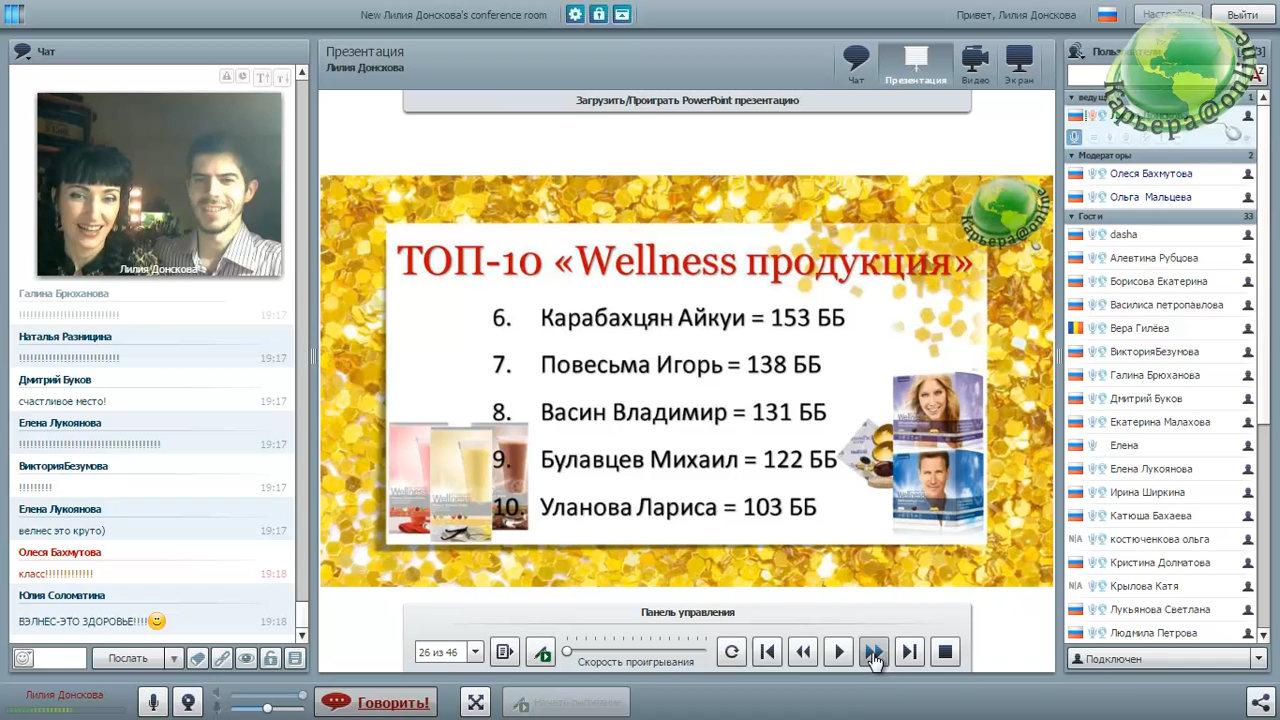 New Лилия Донскова's conference room
Привет, Лилия Донскова
Настройки
Выйти
Чат
Лилия Донскова
Галина Брюханова
!!!!!!!!!!!!!!!!!!!!!!!!!!!! 19:17
Наталья Разницина
!!!!!!!!!!!!!!!!!!!!!!!!!!!! 19:17
Дмитрий Буков
счастливое место! 19:17
Елена Лукоянова
!!!!!!!!!!!!!!!!!!!!!!!!!!!!!!!!!!!!!!! 19:17
ВикторияБезумова
!!!!!!!!! 19:17
Елена Лукоянова
велнес это круто) 19:17
Олеся Бахмутова
класс!!!!!!!!!!!!! 19:18
Юлия Соломатина
ВЭЛНЕС-ЭТО ЗДОРОВЬЕ!!!! 19:18
Послать
Презентация
Лилия Донскова
Чат
Презентация
Видео
Экран
Загрузить/Проиграть PowerPoint презентацию
Карьера@online
ТОП-10 «Wellness продукция»
6. Карабахцян Айкуи = 153 ББ
7. Повесьма Игорь = 138 ББ
8. Васин Владимир = 131 ББ
9. Булавцев Михаил = 122 ББ
10. Уланова Лариса = 103 ББ
Wellness
Wellness
Панель управления
26 из 46
Скорость проигрывания
Карьера@online
Модераторы 2
Олеся Бахмутова
Ольга Мальцева
Гости 33
dasha
Алевтина Рубцова
Борисова Екатерина
Василиса петропавлова
Вера Гилёва
ВикторияБезумова
Галина Брюханова
Дмитрий Буков
Екатерина Малахова
Елена
Елена Лукоянова
Ирина Ширкина
Катюша Бахаева
N|A костюченкова ольга
Кристина Долматова
N|A Крылова Катя
Лукьянова Светлана
Людмила Петрова
Подключен
Лилия Донскова
Говорить!